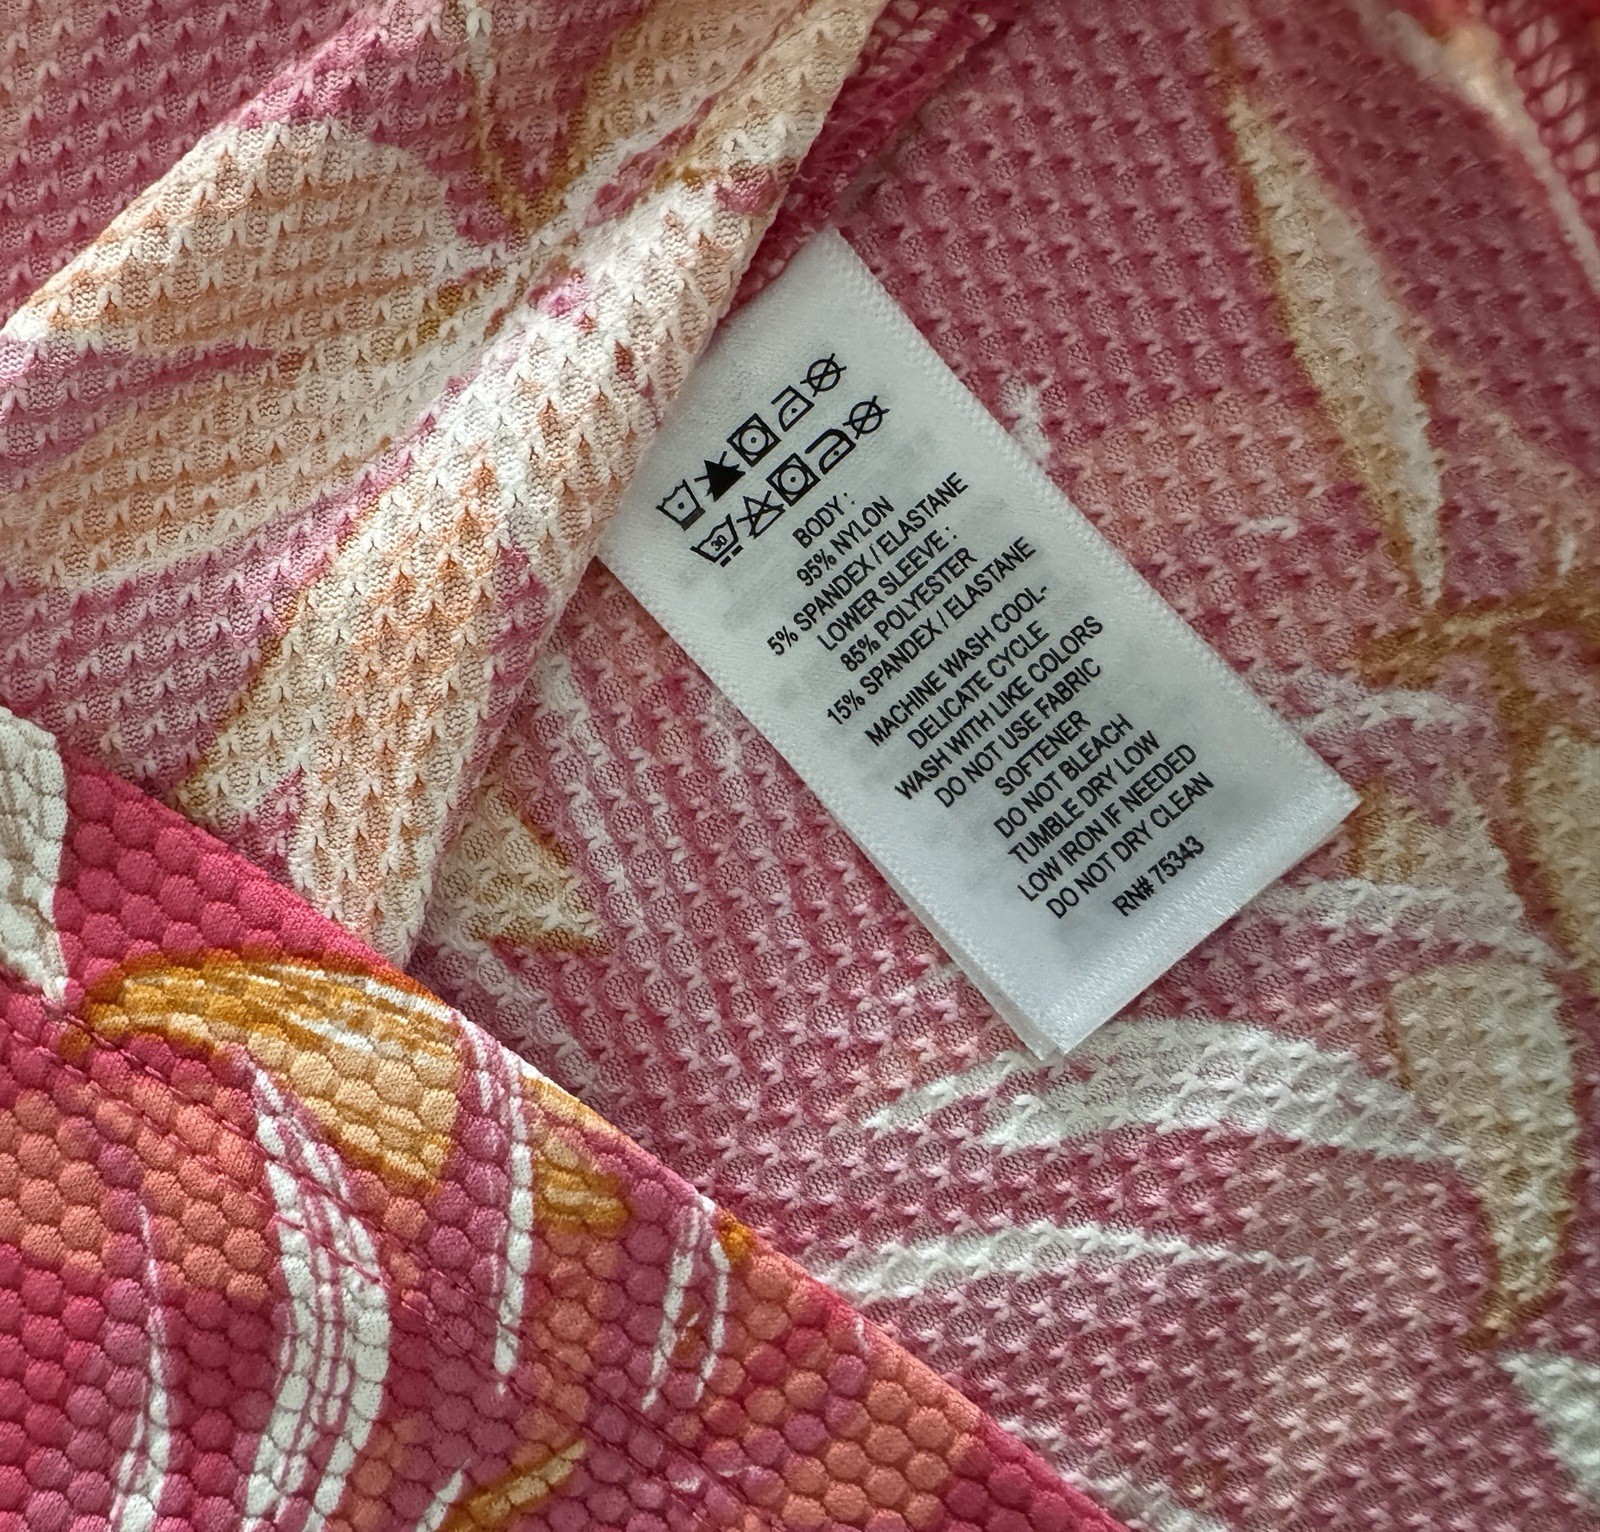 30
BODY :
95% NYLON
5% SPANDEX / ELASTANE
LOWER SLEEVE :
85% POLYESTER
15% SPANDEX / ELASTANE
MACHINE WASH COOL-
DELICATE CYCLE
WASH WITH LIKE COLORS
DO NOT USE FABRIC
SOFTENER
DO NOT BLEACH
TUMBLE DRY LOW
LOW IRON IF NEEDED
DO NOT DRY CLEAN
RN# 75343